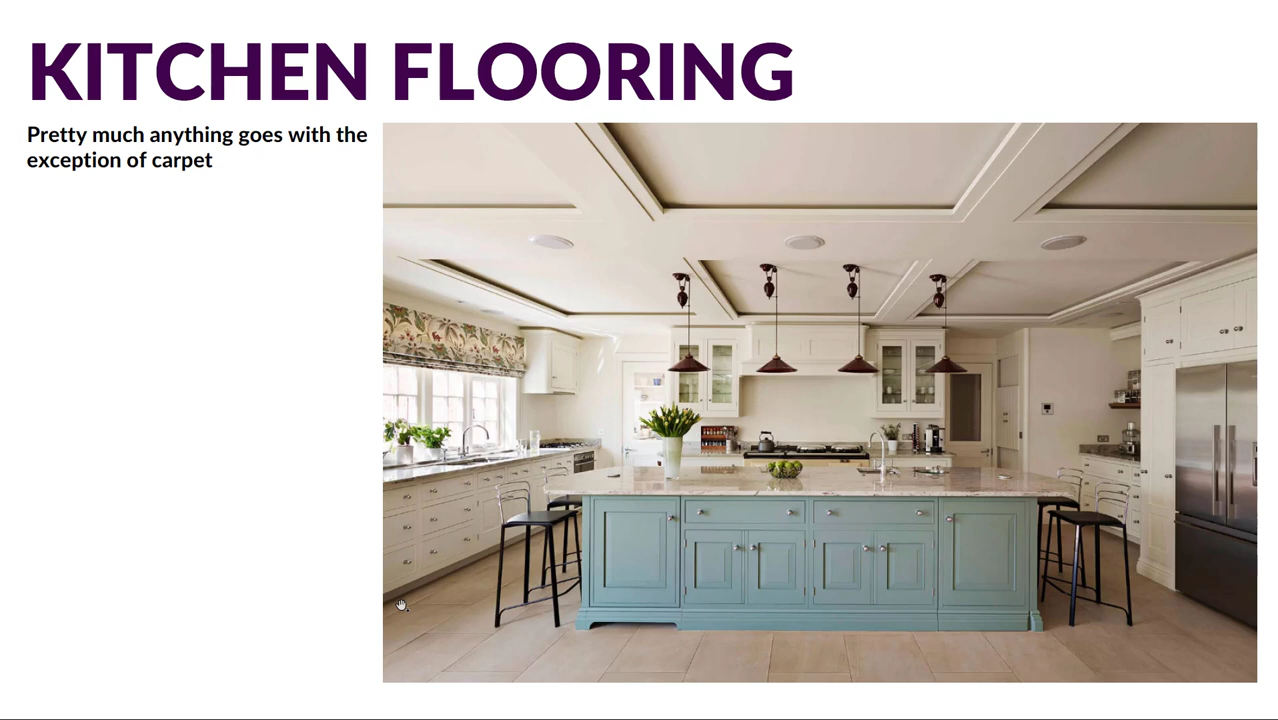 KITCHEN FLOORING
Pretty much anything goes with the
exception of carpet